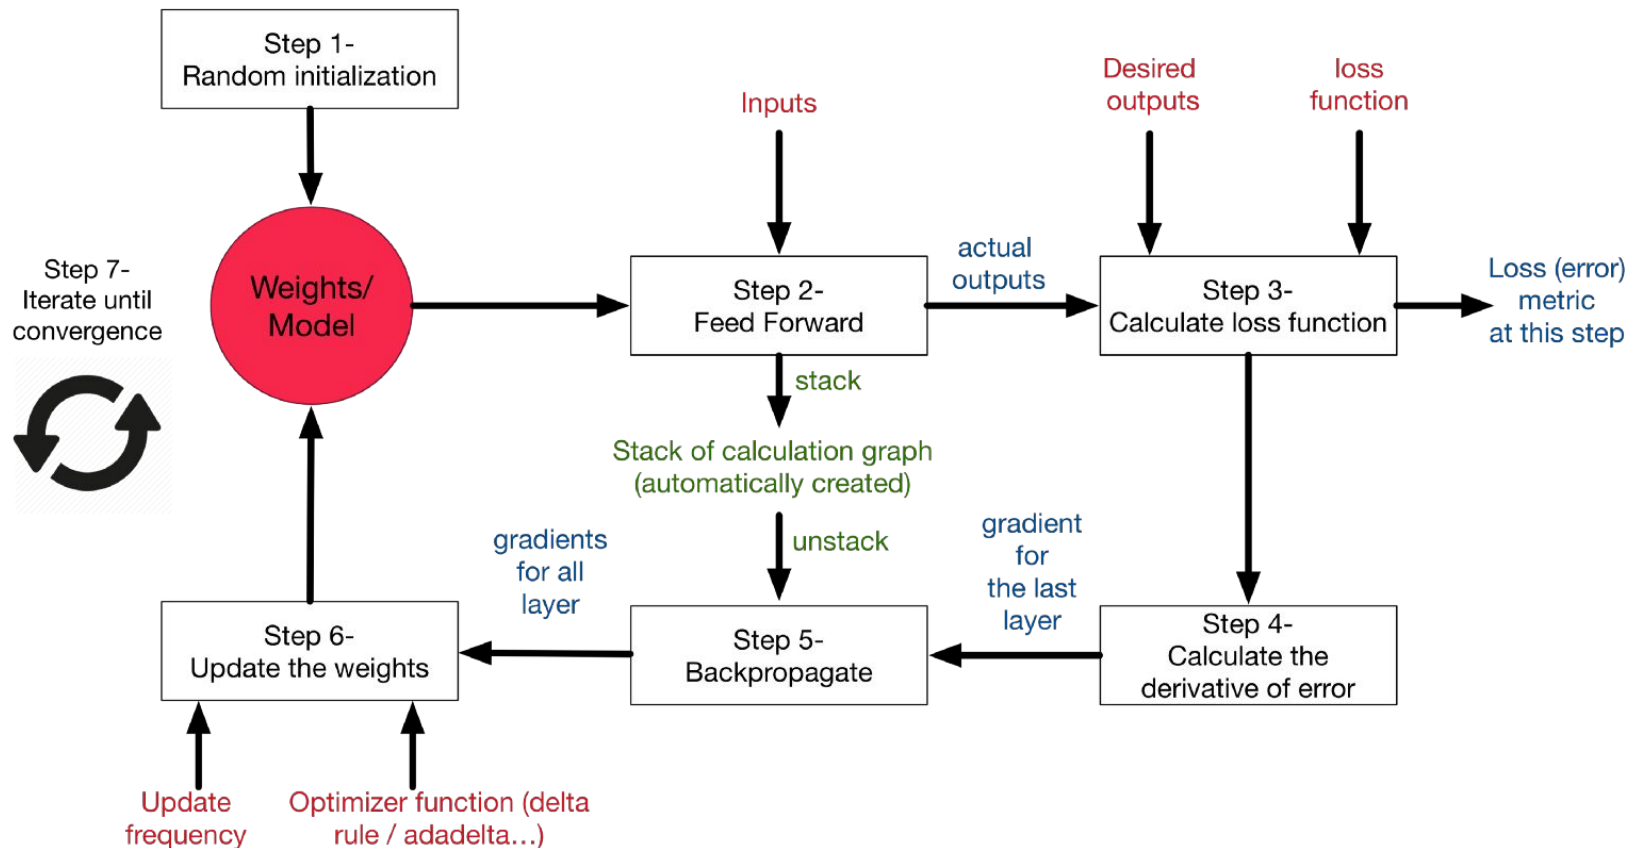 Step 1-
Random initialization
Inputs
Desired
outputs
loss
function
Step 7-
Iterate until
convergence
Weights/
Model
Step 2-
Feed Forward
actual
outputs
Step 3-
Calculate loss function
Loss (error)
metric
at this step
stack
Stack of calculation graph
(automatically created)
unstack
gradients
for all
layer
gradient
for
the last
layer
Step 6-
Update the weights
Step 5-
Backpropagate
Step 4-
Calculate the
derivative of error
Update
frequency
Optimizer function (delta
rule / adadelta…)